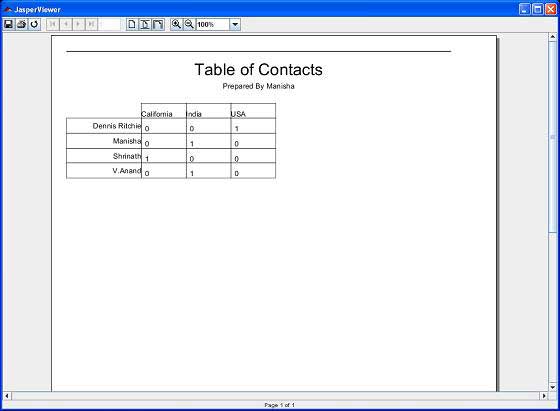 JasperViewer
100%
Table of Contacts
Prepared By Manisha
California India USA
Dennis Ritchie 0 0 1
Manisha 0 1 0
Shrinath 1 0 0
V.Anand 0 1 0
Page 1 of 1